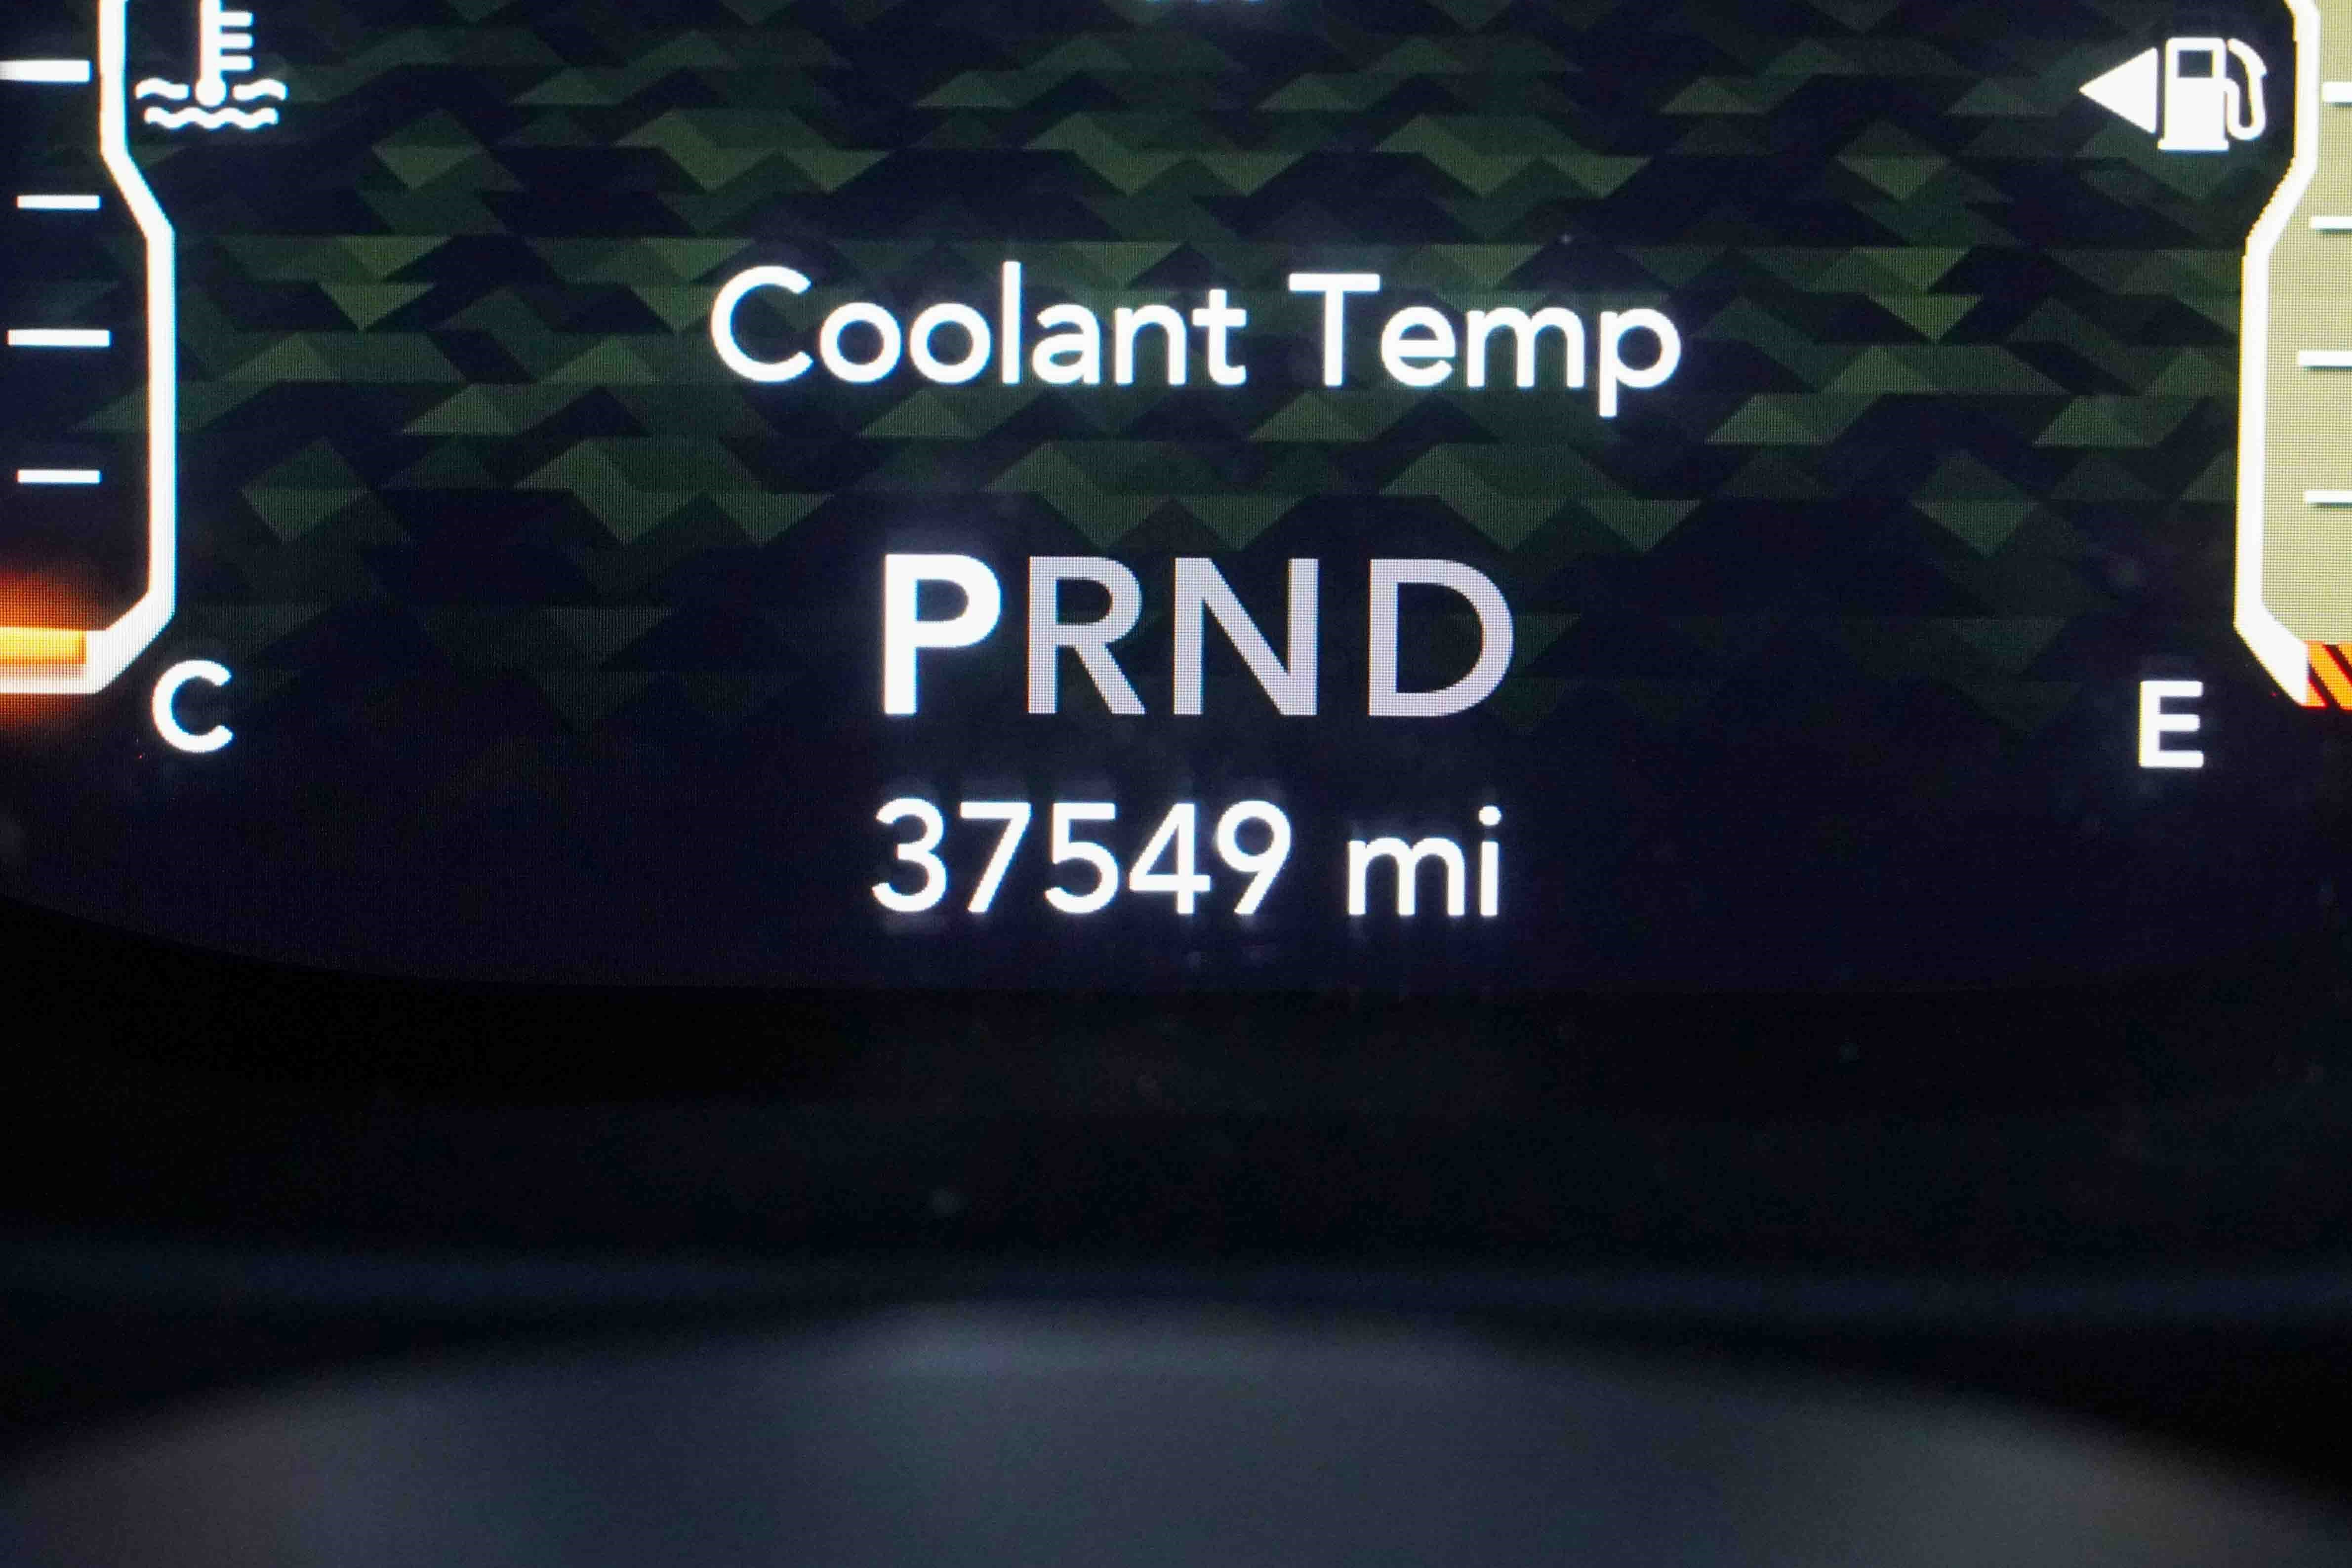 Coolant Temp
PRND
C
E
37549 mi